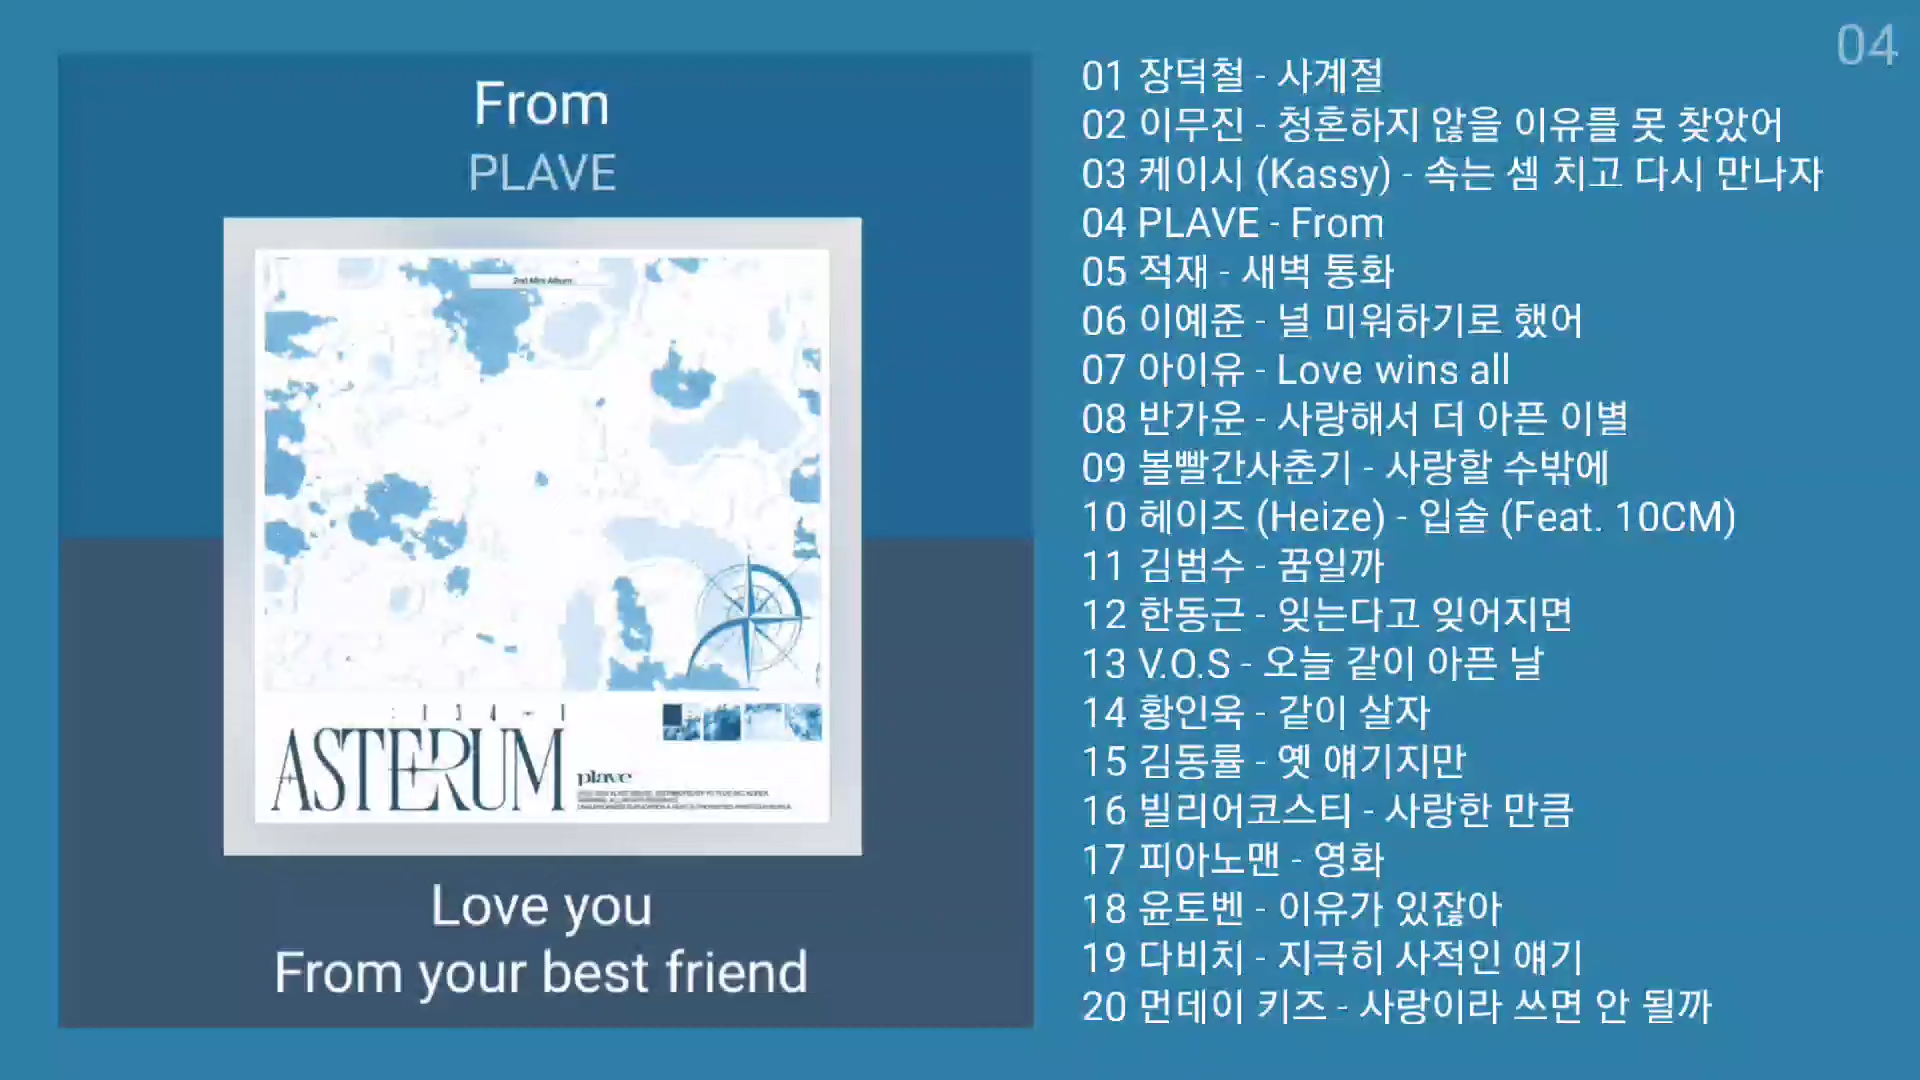 04
From
PLAVE
2nd Mini Album
ASTERUM
plave
Love you
From your best friend
01 장덕철 - 사계절
02 이무진 - 청혼하지 않을 이유를 못 찾았어
03 케이시 (Kassy) - 속는 셈 치고 다시 만나자
04 PLAVE - From
05 적재 - 새벽 통화
06 이예준 - 널 미워하기로 했어
07 아이유 - Love wins all
08 반가운 - 사랑해서 더 아픈 이별
09 볼빨간사춘기 - 사랑할 수밖에
10 헤이즈 (Heize) - 입술 (Feat. 10CM)
11 김범수 - 꿈일까
12 한동근 - 잊는다고 잊어지면
13 V.O.S - 오늘 같이 아픈 날
14 황인욱 - 같이 살자
15 김동률 - 옛 얘기지만
16 빌리어코스티 - 사랑한 만큼
17 피아노맨 - 영화
18 윤토벤 - 이유가 있잖아
19 다비치 - 지극히 사적인 얘기
20 먼데이 키즈 - 사랑이라 쓰면 안 될까